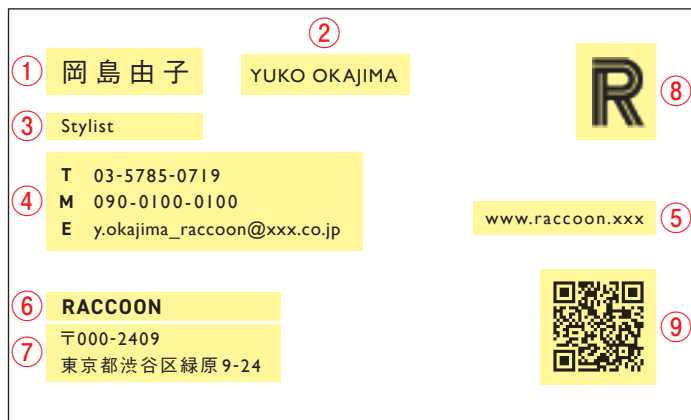 ②
① 岡島由子 YUKO OKAJIMA
R ⑧
③ Stylist
④
T 03-5785-0719
M 090-0100-0100
E y.okajima_raccoon@xxx.co.jp
www.raccoon.xxx ⑤
⑥ RACCOON
⑦
〒000-2409
東京都渋谷区緑原9-24
⑨